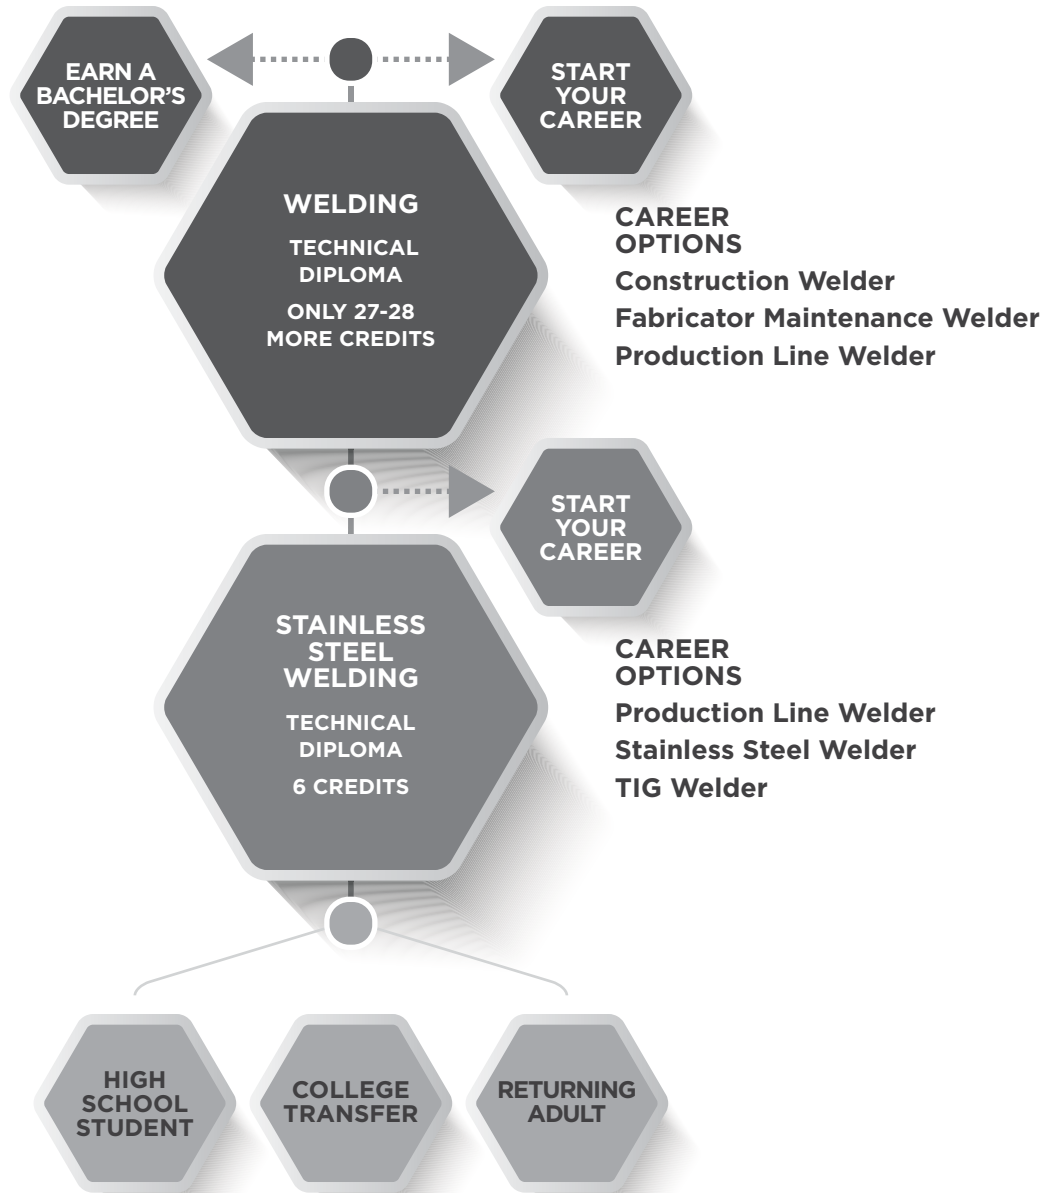 EARN A
BACHELOR'S
DEGREE
START
YOUR
CAREER
WELDING
TECHNICAL
DIPLOMA
ONLY 27-28
MORE CREDITS
CAREER
OPTIONS
Construction Welder
Fabricator Maintenance Welder
Production Line Welder
START
YOUR
CAREER
STAINLESS
STEEL
WELDING
TECHNICAL
DIPLOMA
6 CREDITS
CAREER
OPTIONS
Production Line Welder
Stainless Steel Welder
TIG Welder
HIGH
SCHOOL
STUDENT
COLLEGE
TRANSFER
RETURNING
ADULT